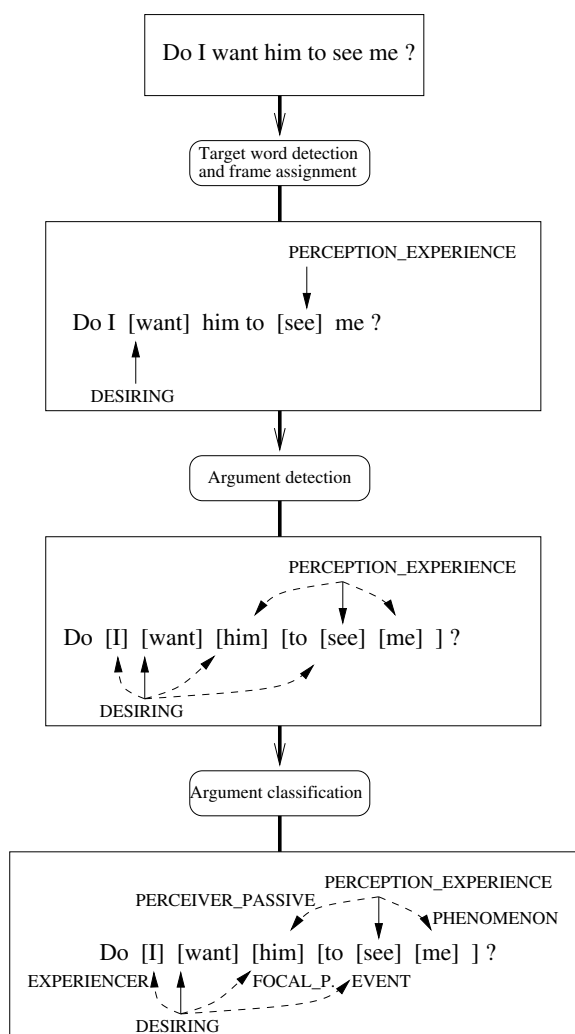 Do I want him to see me ?
Target word detection
and frame assignment
PERCEPTION_EXPERIENCE
Do I [want] him to [see] me ?
DESIRING
Argument detection
PERCEPTION_EXPERIENCE
Do [I] [want] [him] [to [see] [me] ] ?
DESIRING
Argument classification
PERCEPTION_EXPERIENCE
PERCEIVER_PASSIVE
PHENOMENON
Do [I] [want] [him] [to [see] [me] ] ?
EXPERIENCER FOCAL_P. EVENT
DESIRING